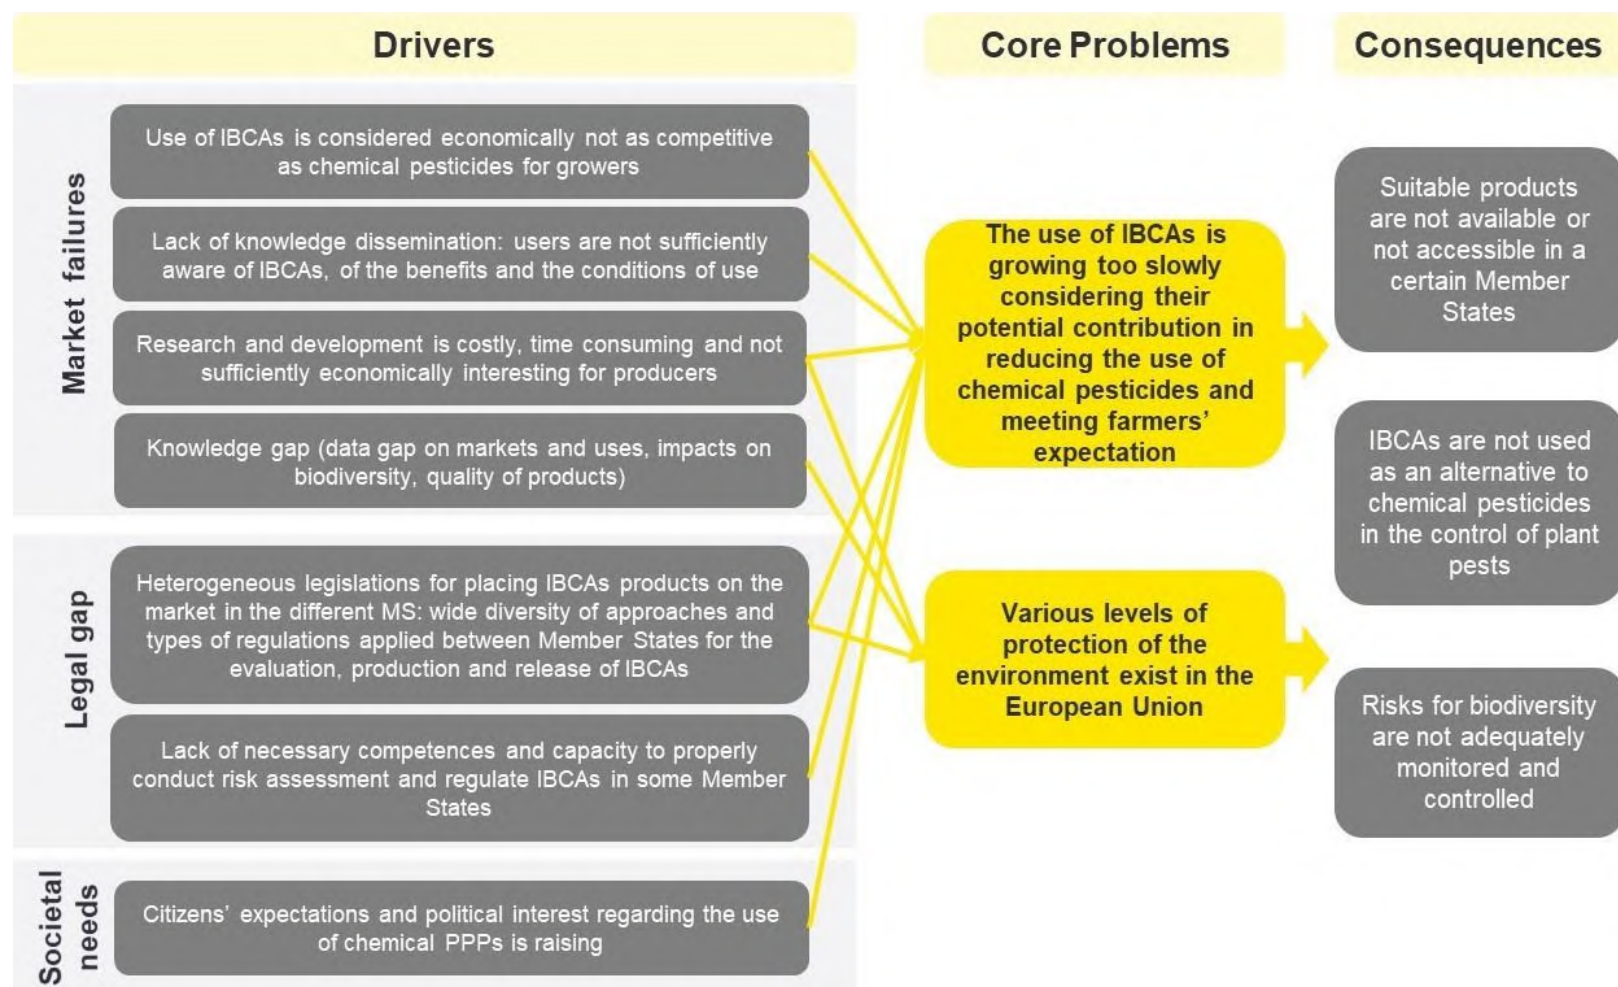 Drivers
Core Problems
Consequences
Market failures
Use of IBCAs is considered economically not as competitive
as chemical pesticides for growers
Lack of knowledge dissemination: users are not sufficiently
aware of IBCAs, of the benefits and the conditions of use
Research and development is costly, time consuming and not
sufficiently economically interesting for producers
Knowledge gap (data gap on markets and uses, impacts on
biodiversity, quality of products)
Legal gap
Heterogeneous legislations for placing IBCAs products on the
market in the different MS: wide diversity of approaches and
types of regulations applied between Member States for the
evaluation, production and release of IBCAs
Lack of necessary competences and capacity to properly
conduct risk assessment and regulate IBCAs in some Member
States
Societal
needs
Citizens' expectations and political interest regarding the use
of chemical PPPs is raising
The use of IBCAs is
growing too slowly
considering their
potential contribution in
reducing the use of
chemical pesticides and
meeting farmers'
expectation
Various levels of
protection of the
environment exist in the
European Union
Suitable products
are not available or
not accessible in a
certain Member
States
IBCAs are not used
as an alternative to
chemical pesticides
in the control of plant
pests
Risks for biodiversity
are not adequately
monitored and
controlled